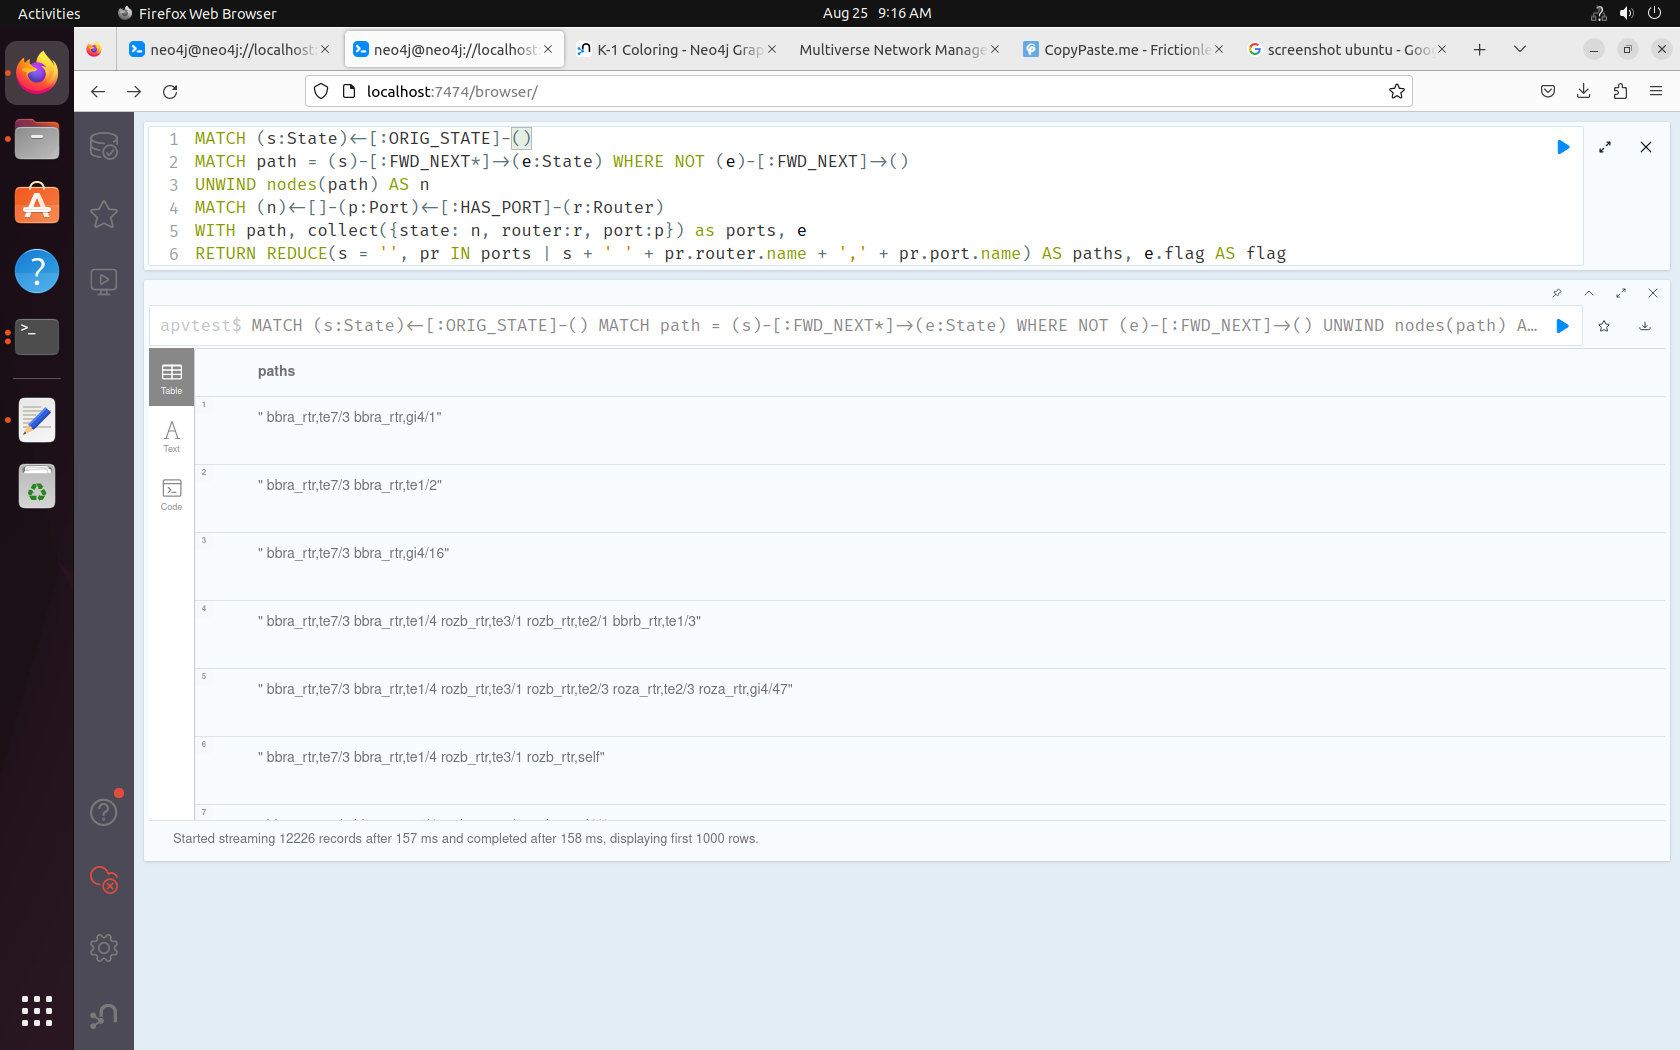 Activities
Firefox Web Browser
Aug 25 9:16 AM
neo4j@neo4j://localhost:
neo4j@neo4j://localhost:
K-1 Coloring - Neo4j Grap
Multiverse Network Manage
CopyPaste.me - Frictionle
screenshot ubuntu - Goog
localhost:7474/browser/
1 MATCH (s:State)<-[:ORIG_STATE]-()
2 MATCH path = (s)-[:FWD_NEXT*]->(e:State) WHERE NOT (e)-[:FWD_NEXT]->()
3 UNWIND nodes(path) AS n
4 MATCH (n)<-[]-(p:Port)<-[:HAS_PORT]-(r:Router)
5 WITH path, collect({state: n, router:r, port:p}) as ports, e
6 RETURN REDUCE(s = '', pr IN ports | s + ' ' + pr.router.name + ',' + pr.port.name) AS paths, e.flag AS flag
apvtest$ MATCH (s:State)<-[:ORIG_STATE]-() MATCH path = (s)-[:FWD_NEXT*]->(e:State) WHERE NOT (e)-[:FWD_NEXT]->() UNWIND nodes(path) A…
Table
Text
Code
paths
1
" bbra_rtr,te7/3 bbra_rtr,gi4/1"
2
" bbra_rtr,te7/3 bbra_rtr,te1/2"
3
" bbra_rtr,te7/3 bbra_rtr,gi4/16"
4
" bbra_rtr,te7/3 bbra_rtr,te1/4 rozb_rtr,te3/1 rozb_rtr,te2/1 bbrb_rtr,te1/3"
5
" bbra_rtr,te7/3 bbra_rtr,te1/4 rozb_rtr,te3/1 rozb_rtr,te2/3 roza_rtr,te2/3 roza_rtr,gi4/47"
6
" bbra_rtr,te7/3 bbra_rtr,te1/4 rozb_rtr,te3/1 rozb_rtr,self"
7
Started streaming 12226 records after 157 ms and completed after 158 ms, displaying first 1000 rows.